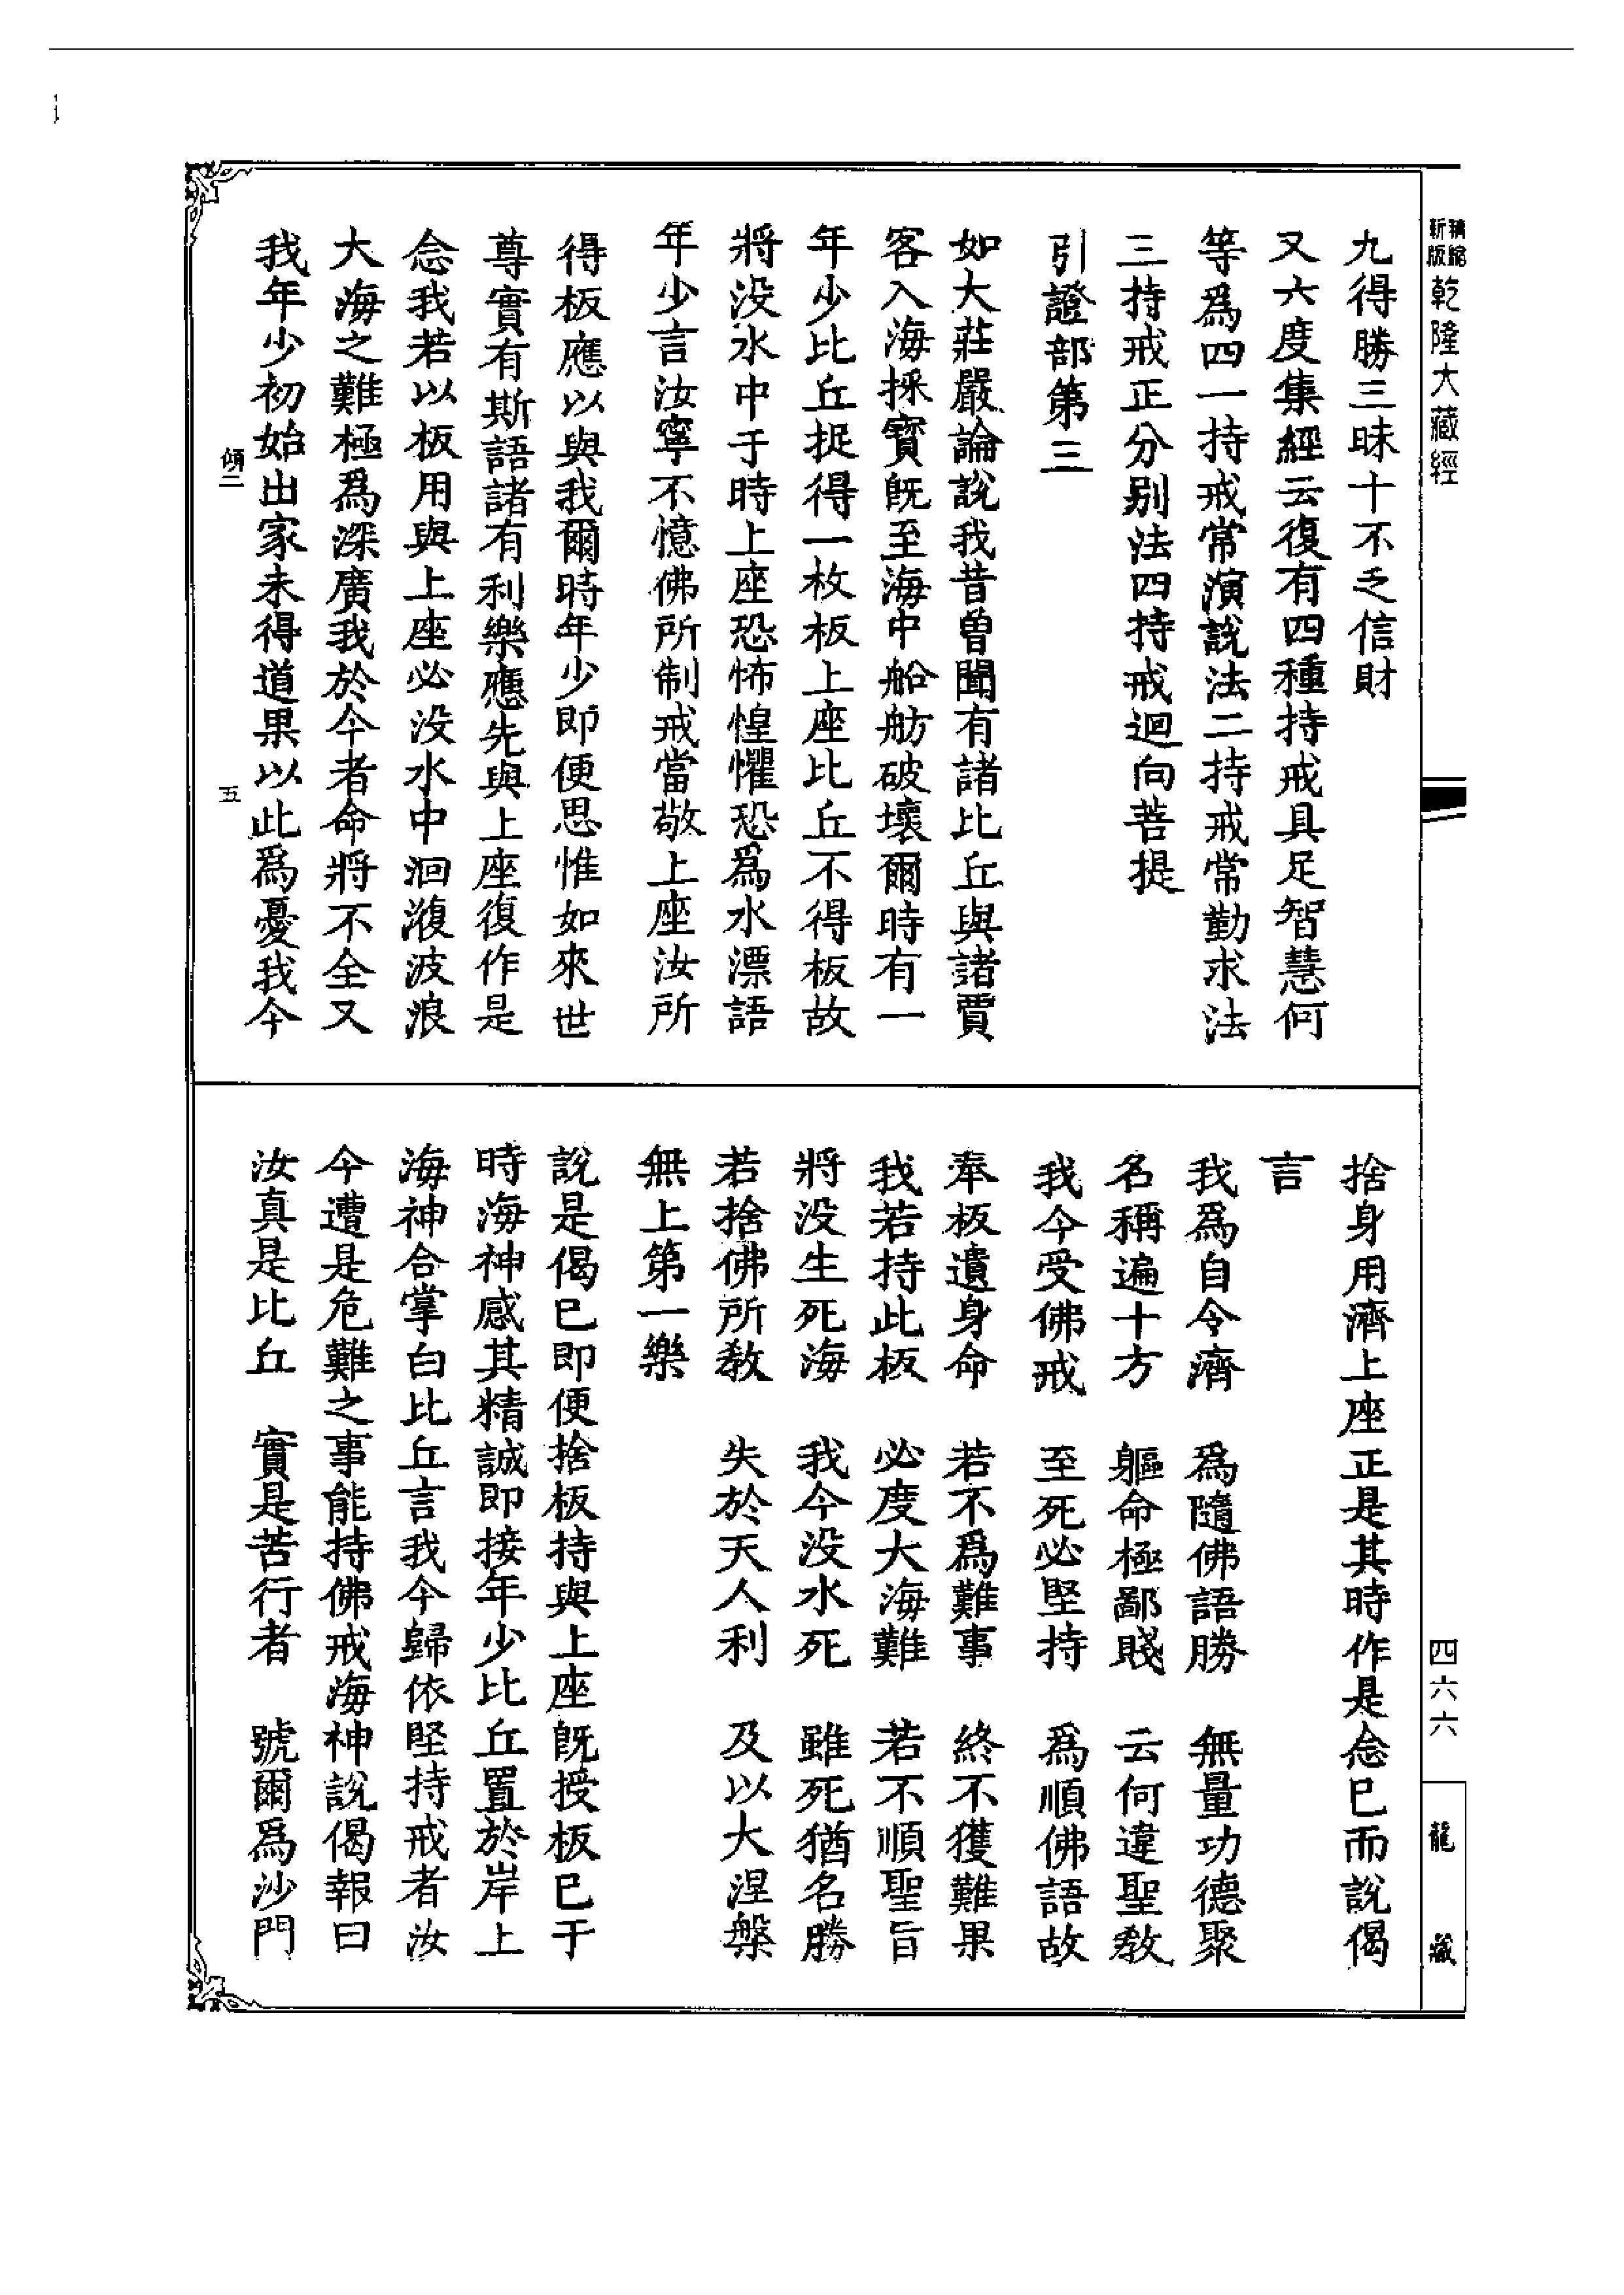 新版
精縮
乾隆大藏經
四六六
龍藏
九得勝三昧十不乏信財
又六度集經云復有四種持戒具足智慧何
等爲四一持戒常演說法二持戒常勤求法
三持戒正分別法四持戒迴向菩提
引證部第三
如大莊嚴論說我昔曾聞有諸比丘與諸賈
客入海採寶旣至海中船舫破壞爾時有一
年少比丘捉得一枚板上座比丘不得板故
將没水中于時上座恐怖惶懼恐爲水漂語
年少言汝寧不憶佛所制戒當敬上座汝所
得板應以與我爾時年少即便思惟如來世
尊實有斯語諸有利樂應先與上座復作是
念我若以板用與上座必没水中洄澓波浪
大海之難極爲深廣我於今者命將不全又
我年少初始出家未得道果以此爲憂我今
傾二
五
捨身用濟上座正是其時作是念已而說偈
言
我爲自令濟　爲隨佛語勝　無量功德聚
名稱遍十方　軀命極鄙賤　云何違聖教
我今受佛戒　至死必堅持　爲順佛語故
奉板遺身命　若不爲難事　終不獲難果
我若持此板　必度大海難　若不順聖旨
將没生死海　我今没水死　雖死猶名勝
若捨佛所教　失於天人利　及以大涅槃
無上第一樂
說是偈已即便捨板持與上座旣授板已于
時海神感其精誠即接年少比丘置於岸上
海神合掌白比丘言我今歸依堅持戒者汝
今遭是危難之事能持佛戒海神說偈報曰
汝真是比丘　實是苦行者　號爾爲沙門